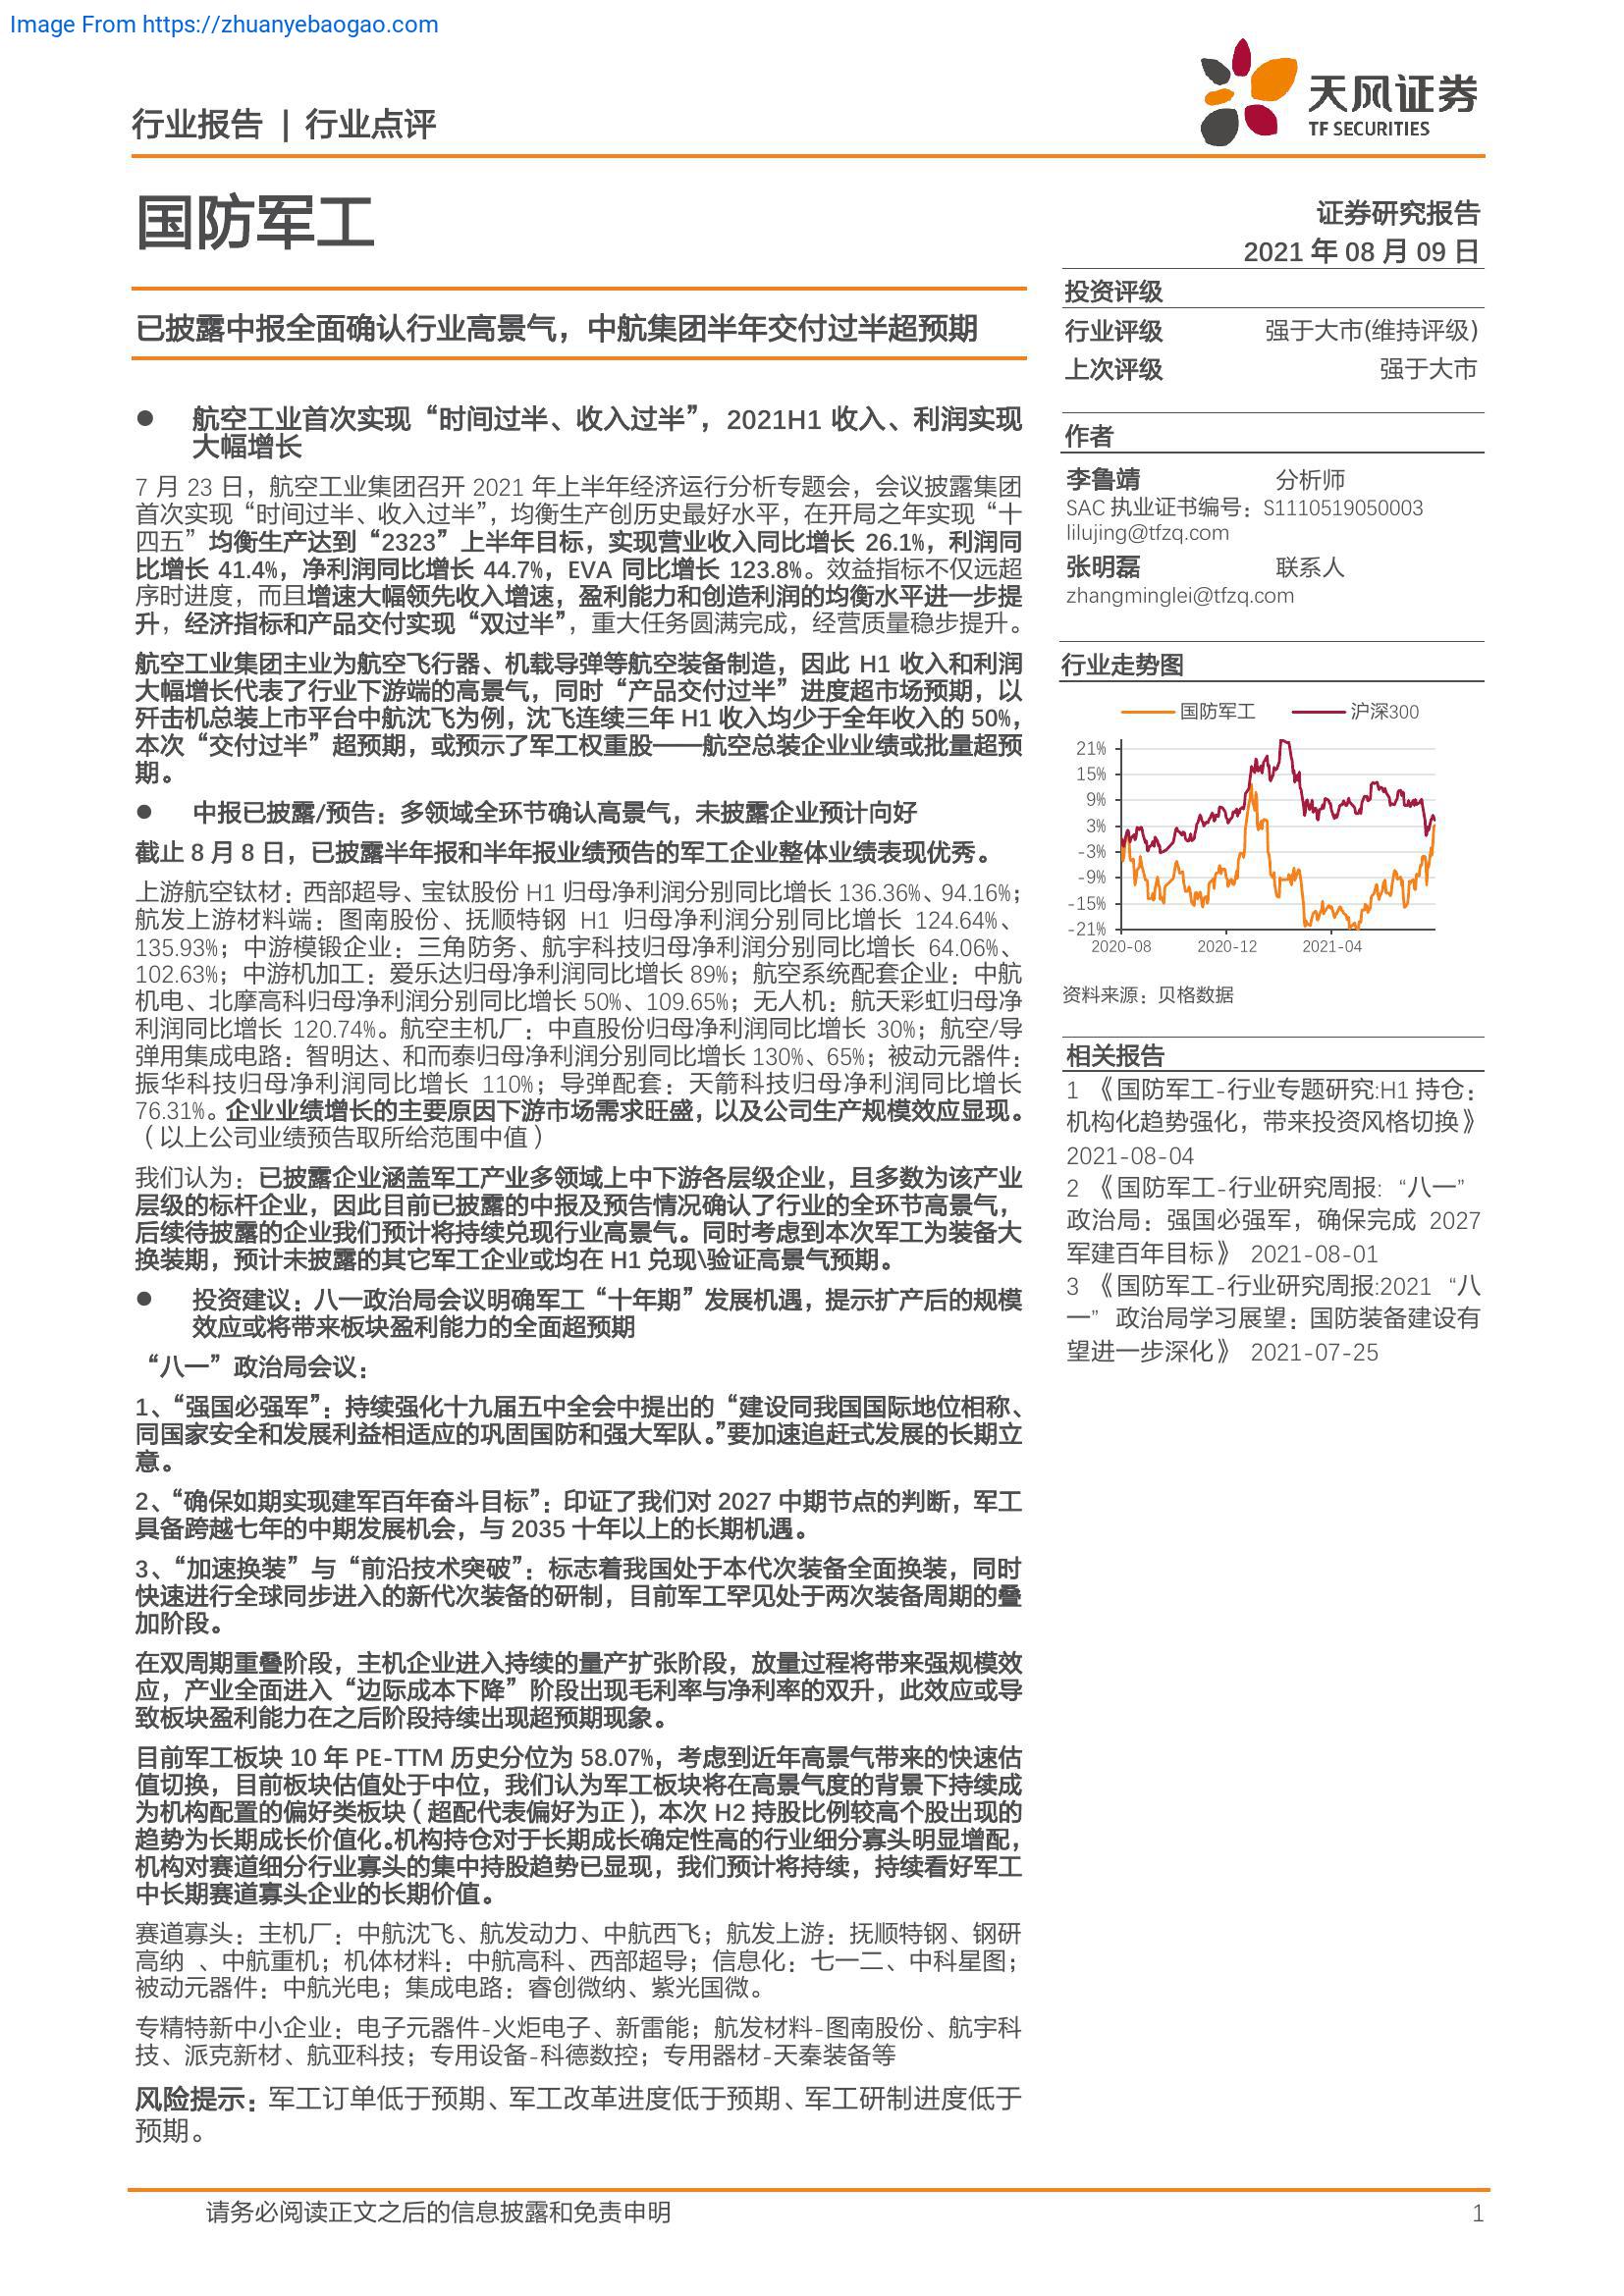 Image From https://zhuanyebaogao.com
天风证券
TF SECURITIES
行业报告 | 行业点评
国防军工
证券研究报告
2021 年 08 月 09 日
已披露中报全面确认行业高景气，中航集团半年交付过半超预期
● 航空工业首次实现“时间过半、收入过半”，2021H1 收入、利润实现
大幅增长
7 月 23 日，航空工业集团召开 2021 年上半年经济运行分析专题会，会议披露集团
首次实现“时间过半、收入过半”，均衡生产创历史最好水平，在开局之年实现“十
四五”均衡生产达到“2323”上半年目标，实现营业收入同比增长 26.1%，利润同
比增长 41.4%，净利润同比增长 44.7%，EVA 同比增长 123.8%。效益指标不仅远超
序时进度，而且增速大幅领先收入增速，盈利能力和创造利润的均衡水平进一步提
升，经济指标和产品交付实现“双过半”，重大任务圆满完成，经营质量稳步提升。
航空工业集团主业为航空飞行器、机载导弹等航空装备制造，因此 H1 收入和利润
大幅增长代表了行业下游端的高景气，同时“产品交付过半”进度超市场预期，以
歼击机总装上市平台中航沈飞为例，沈飞连续三年 H1 收入均少于全年收入的 50%，
本次“交付过半”超预期，或预示了军工权重股——航空总装企业业绩或批量超预
期。
● 中报已披露/预告：多领域全环节确认高景气，未披露企业预计向好
截止 8 月 8 日，已披露半年报和半年报业绩预告的军工企业整体业绩表现优秀。
上游航空钛材：西部超导、宝钛股份 H1 归母净利润分别同比增长 136.36%、94.16%；
航发上游材料端：图南股份、抚顺特钢 H1 归母净利润分别同比增长 124.64%、
135.93%；中游模锻企业：三角防务、航宇科技归母净利润分别同比增长 64.06%、
102.63%；中游机加工：爱乐达归母净利润同比增长 89%；航空系统配套企业：中航
机电、北摩高科归母净利润分别同比增长 50%、109.65%；无人机：航天彩虹归母净
利润同比增长 120.74%。航空主机厂：中直股份归母净利润同比增长 30%；航空/导
弹用集成电路：智明达、和而泰归母净利润分别同比增长 130%、65%；被动元器件：
振华科技归母净利润同比增长 110%；导弹配套：天箭科技归母净利润同比增长
76.31%。企业业绩增长的主要原因下游市场需求旺盛，以及公司生产规模效应显现。
（以上公司业绩预告取所给范围中值）
我们认为：已披露企业涵盖军工产业多领域上中下游各层级企业，且多数为该产业
层级的标杆企业，因此目前已披露的中报及预告情况确认了行业的全环节高景气，
后续待披露的企业我们预计将持续兑现行业高景气。同时考虑到本次军工为装备大
换装期，预计未披露的其它军工企业或均在 H1 兑现\验证高景气预期。
● 投资建议：八一政治局会议明确军工“十年期”发展机遇，提示扩产后的规模
效应或将带来板块盈利能力的全面超预期
“八一”政治局会议：
1、“强国必强军”：持续强化十九届五中全会中提出的“建设同我国国际地位相称、
同国家安全和发展利益相适应的巩固国防和强大军队。”要加速追赶式发展的长期立
意。
2、“确保如期实现建军百年奋斗目标”：印证了我们对 2027 中期节点的判断，军工
具备跨越七年的中期发展机会，与 2035 十年以上的长期机遇。
3、“加速换装”与“前沿技术突破”：标志着我国处于本代次装备全面换装，同时
快速进行全球同步进入的新代次装备的研制，目前军工罕见处于两次装备周期的叠
加阶段。
在双周期重叠阶段，主机企业进入持续的量产扩张阶段，放量过程将带来强规模效
应，产业全面进入“边际成本下降”阶段出现毛利率与净利率的双升，此效应或导
致板块盈利能力在之后阶段持续出现超预期现象。
目前军工板块 10 年 PE-TTM 历史分位为 58.07%，考虑到近年高景气带来的快速估
值切换，目前板块估值处于中位，我们认为军工板块将在高景气度的背景下持续成
为机构配置的偏好类板块（超配代表偏好为正），本次 H2 持股比例较高个股出现的
趋势为长期成长价值化。机构持仓对于长期成长确定性高的行业细分寡头明显增配，
机构对赛道细分行业寡头的集中持股趋势已显现，我们预计将持续，持续看好军工
中长期赛道寡头企业的长期价值。
赛道寡头：主机厂：中航沈飞、航发动力、中航西飞；航发上游：抚顺特钢、钢研
高纳 、中航重机；机体材料：中航高科、西部超导；信息化：七一二、中科星图；
被动元器件：中航光电；集成电路：睿创微纳、紫光国微。
专精特新中小企业：电子元器件-火炬电子、新雷能；航发材料-图南股份、航宇科
技、派克新材、航亚科技；专用设备-科德数控；专用器材-天秦装备等
风险提示：军工订单低于预期、军工改革进度低于预期、军工研制进度低于
预期。
投资评级
行业评级 强于大市(维持评级)
上次评级 强于大市
作者
李鲁靖 分析师
SAC 执业证书编号：S1110519050003
lilujing@tfzq.com
张明磊 联系人
zhangminglei@tfzq.com
行业走势图
国防军工 沪深300
21%
15%
9%
3%
-3%
-9%
-15%
-21%
2020-08 2020-12 2021-04
资料来源：贝格数据
相关报告
1 《国防军工-行业专题研究:H1 持仓：
机构化趋势强化，带来投资风格切换》
2021-08-04
2 《国防军工-行业研究周报: “八一”
政治局：强国必强军，确保完成 2027
军建百年目标》 2021-08-01
3 《国防军工-行业研究周报:2021 “八
一” 政治局学习展望：国防装备建设有
望进一步深化》 2021-07-25
请务必阅读正文之后的信息披露和免责申明 1